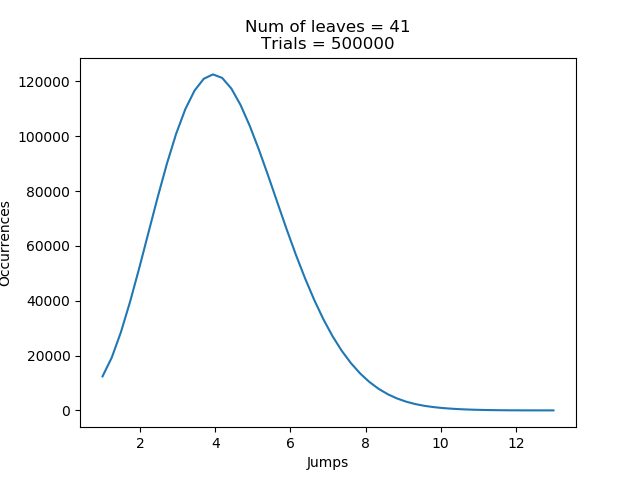 Num of leaves = 41
Trials = 500000
120000
100000
80000
60000
40000
20000
0
Occurrences
2 4 6 8 10 12
Jumps